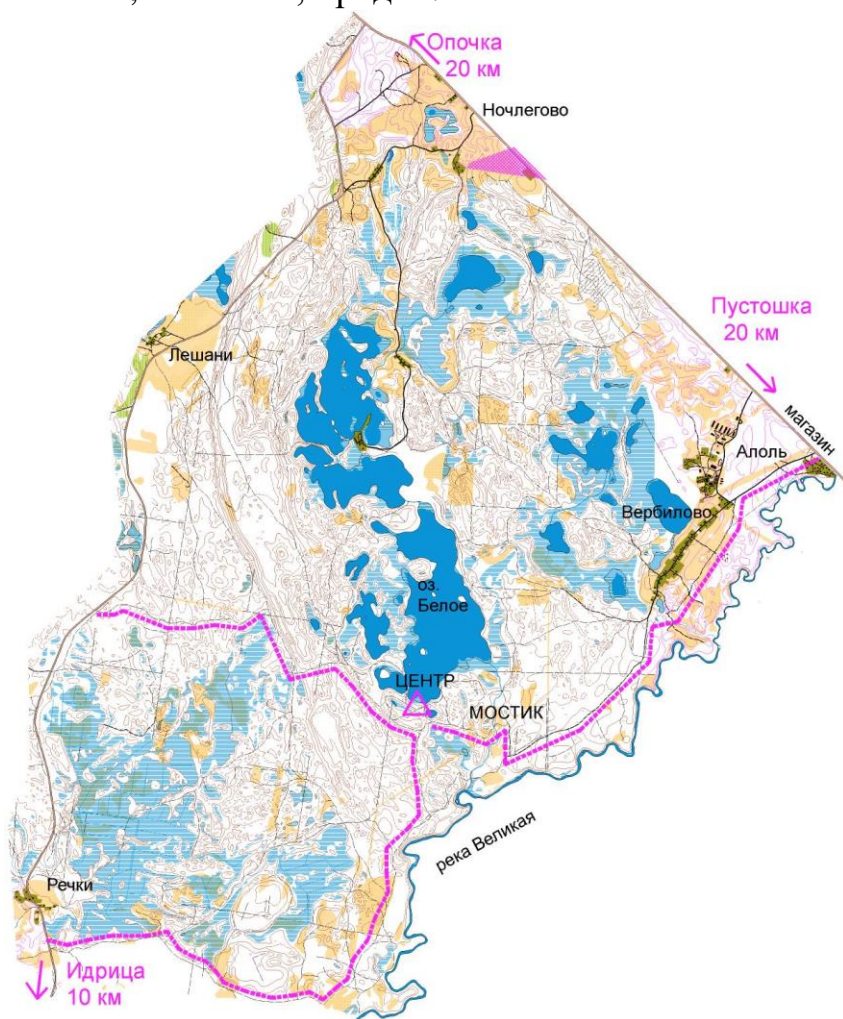 Опочка
20 км
Ночлегово
Пустошка
20 км
Лешани
магазин
Алоль
Вербилово
оз.
Белое
ЦЕНТР
МОСТИК
река Великая
Речки
Идрица
10 км